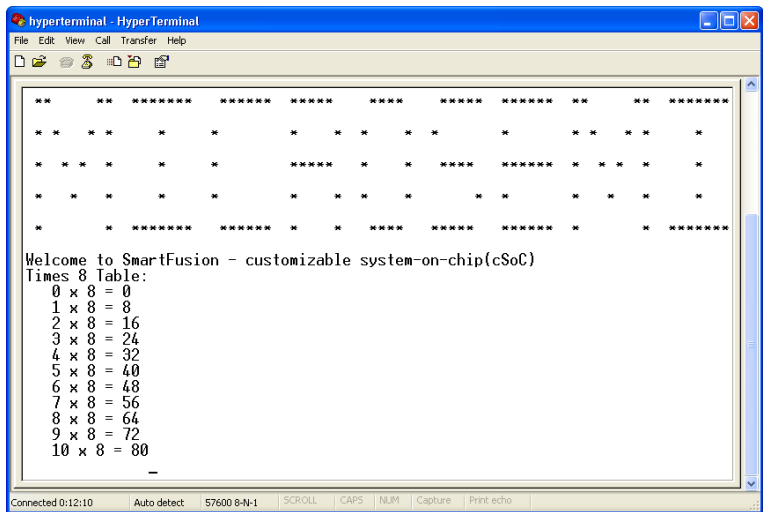 hyperterminal - HyperTerminal
File Edit View Call Transfer Help
** ** ******* ****** ***** **** ***** ****** ** ** *******
* * * * * * * * * * * * * * * * *
* * * * * * ***** * * **** ****** * * * * *
* * * * * * * * * * * * * * *
* * ******* ****** * * **** ***** ****** * * *******
Welcome to SmartFusion - customizable system-on-chip(cSoC)
Times 8 Table:
0 x 8 = 0
1 x 8 = 8
2 x 8 = 16
3 x 8 = 24
4 x 8 = 32
5 x 8 = 40
6 x 8 = 48
7 x 8 = 56
8 x 8 = 64
9 x 8 = 72
10 x 8 = 80
_
Connected 0:12:10 Auto detect 57600 8-N-1 SCROLL CAPS NUM Capture Print echo